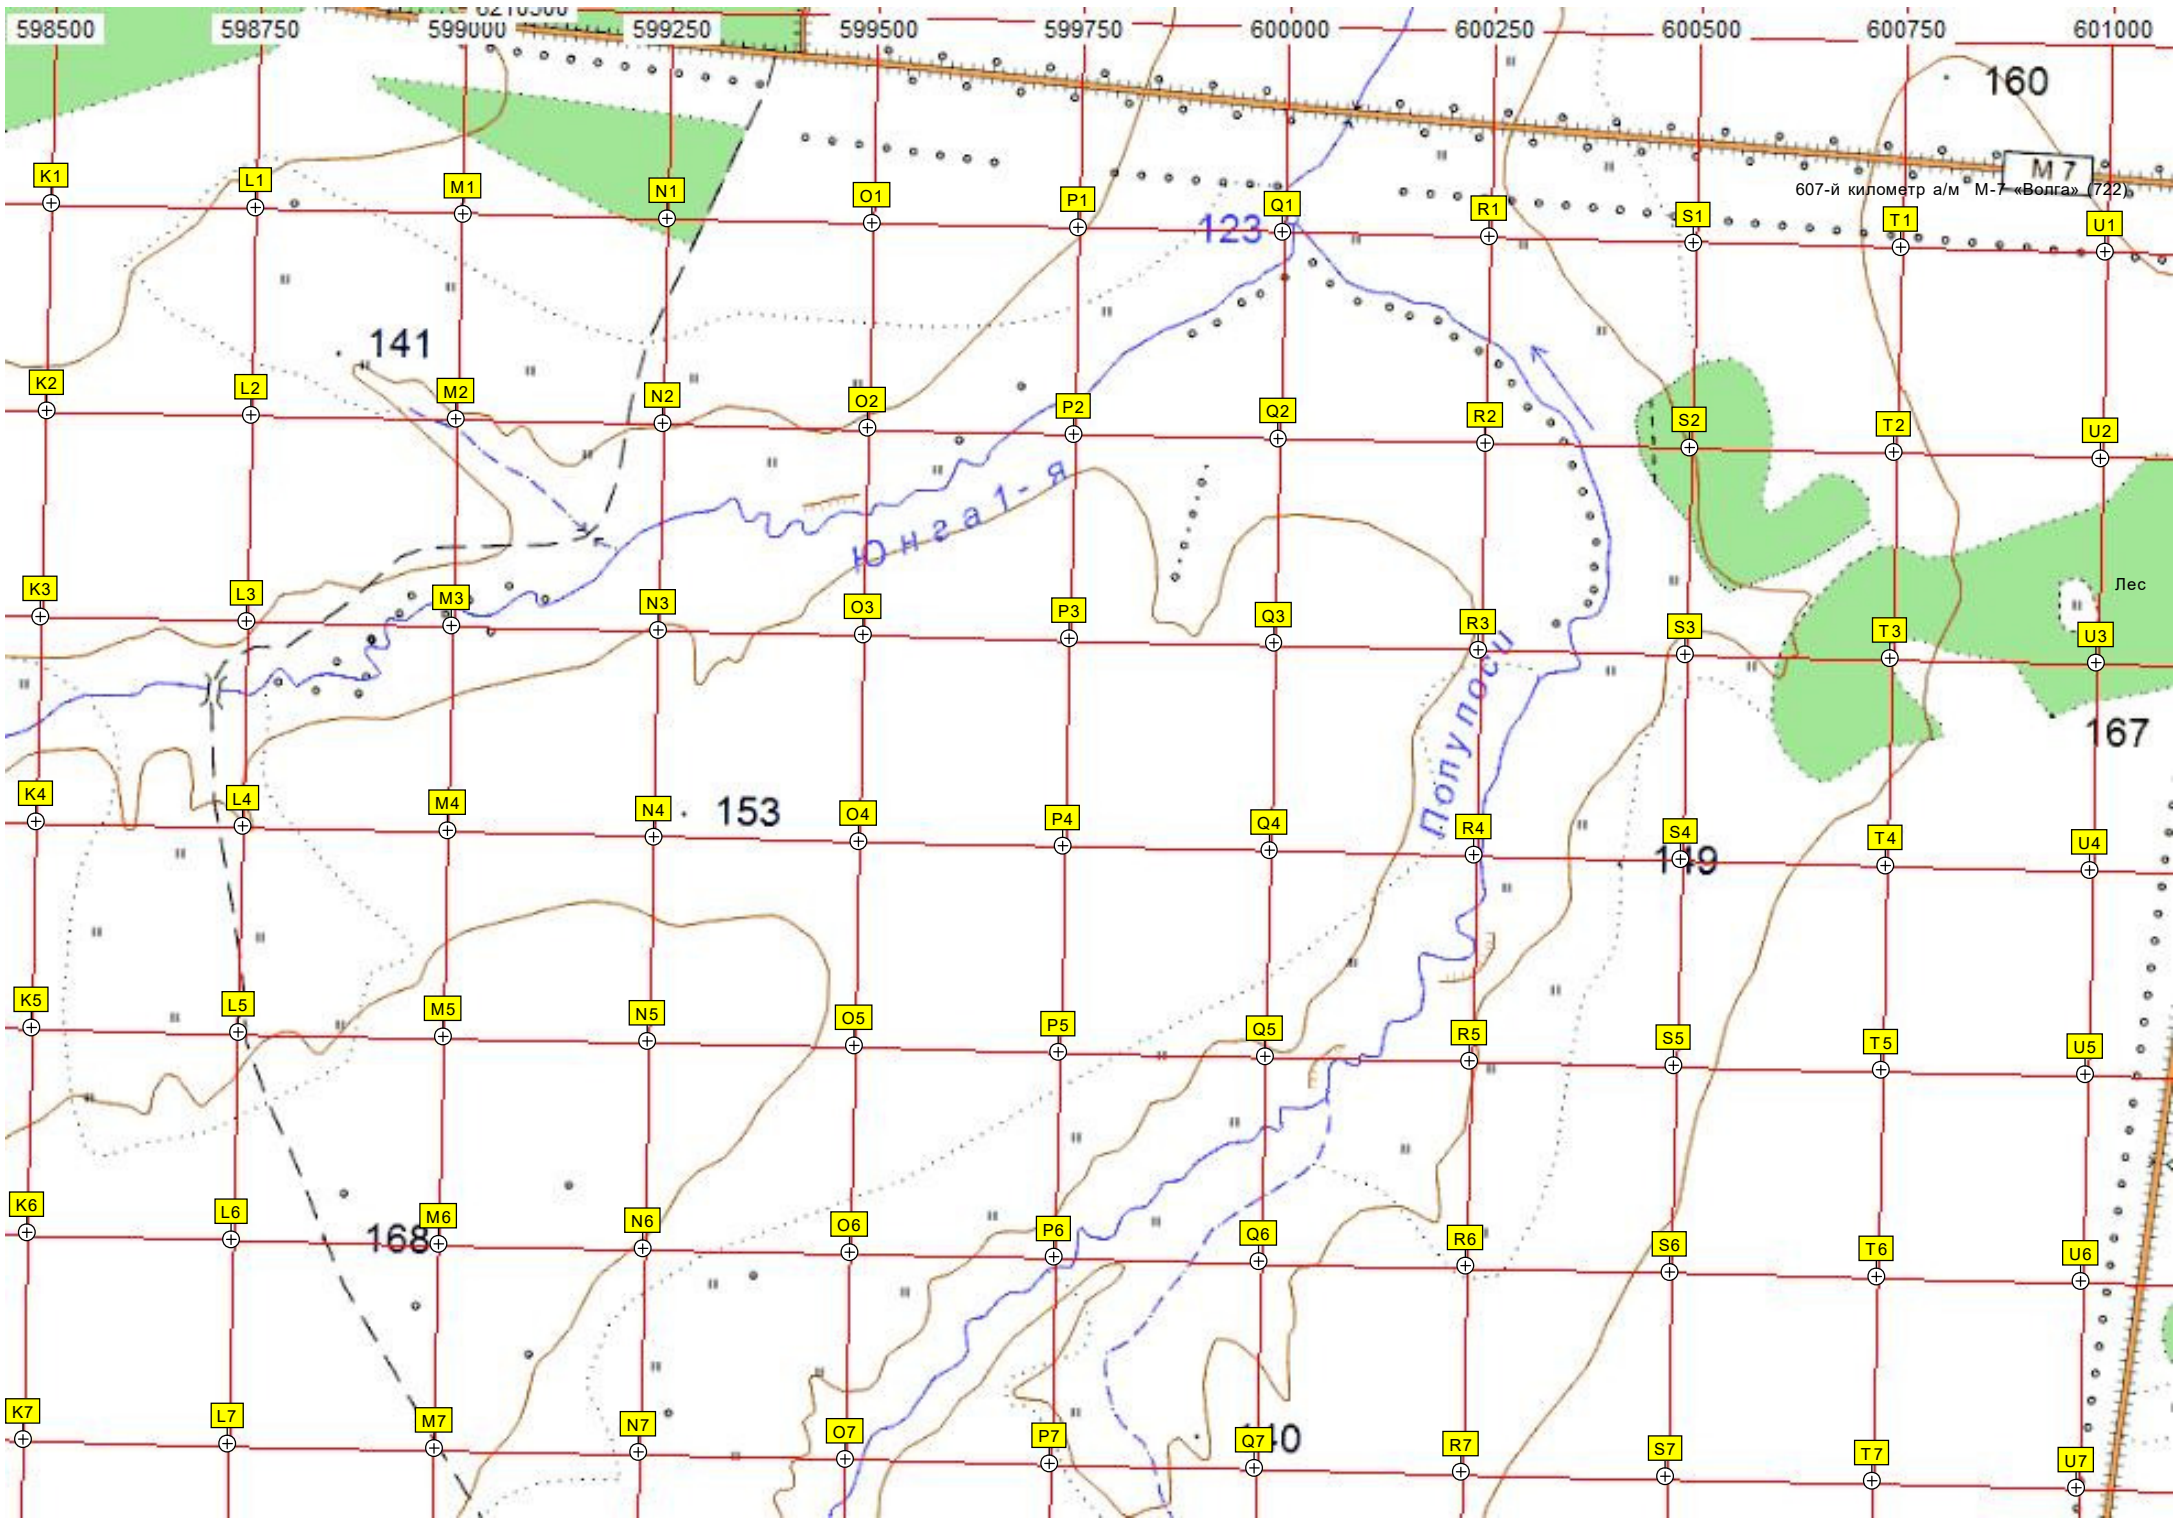 6210500
598500 598750 599000 599250 599500 599750 600000 600250 600500 600750 601000
160
М 7
607-й километр а/м М-7 «Волга» (722)
K1 L1 M1 N1 O1 P1 Q1 R1 S1 T1 U1
123
141
K2 L2 M2 N2 O2 P2 Q2 R2 S2 T2 U2
Юнга 1-я
Лес
K3 L3 M3 N3 O3 P3 Q3 R3 S3 T3 U3
Популоси
167
K4 L4 M4 N4 O4 P4 Q4 R4 S4 T4 U4
153
149
K5 L5 M5 N5 O5 P5 Q5 R5 S5 T5 U5
K6 L6 M6 N6 O6 P6 Q6 R6 S6 T6 U6
168
K7 L7 M7 N7 O7 P7 Q7 R7 S7 T7 U7